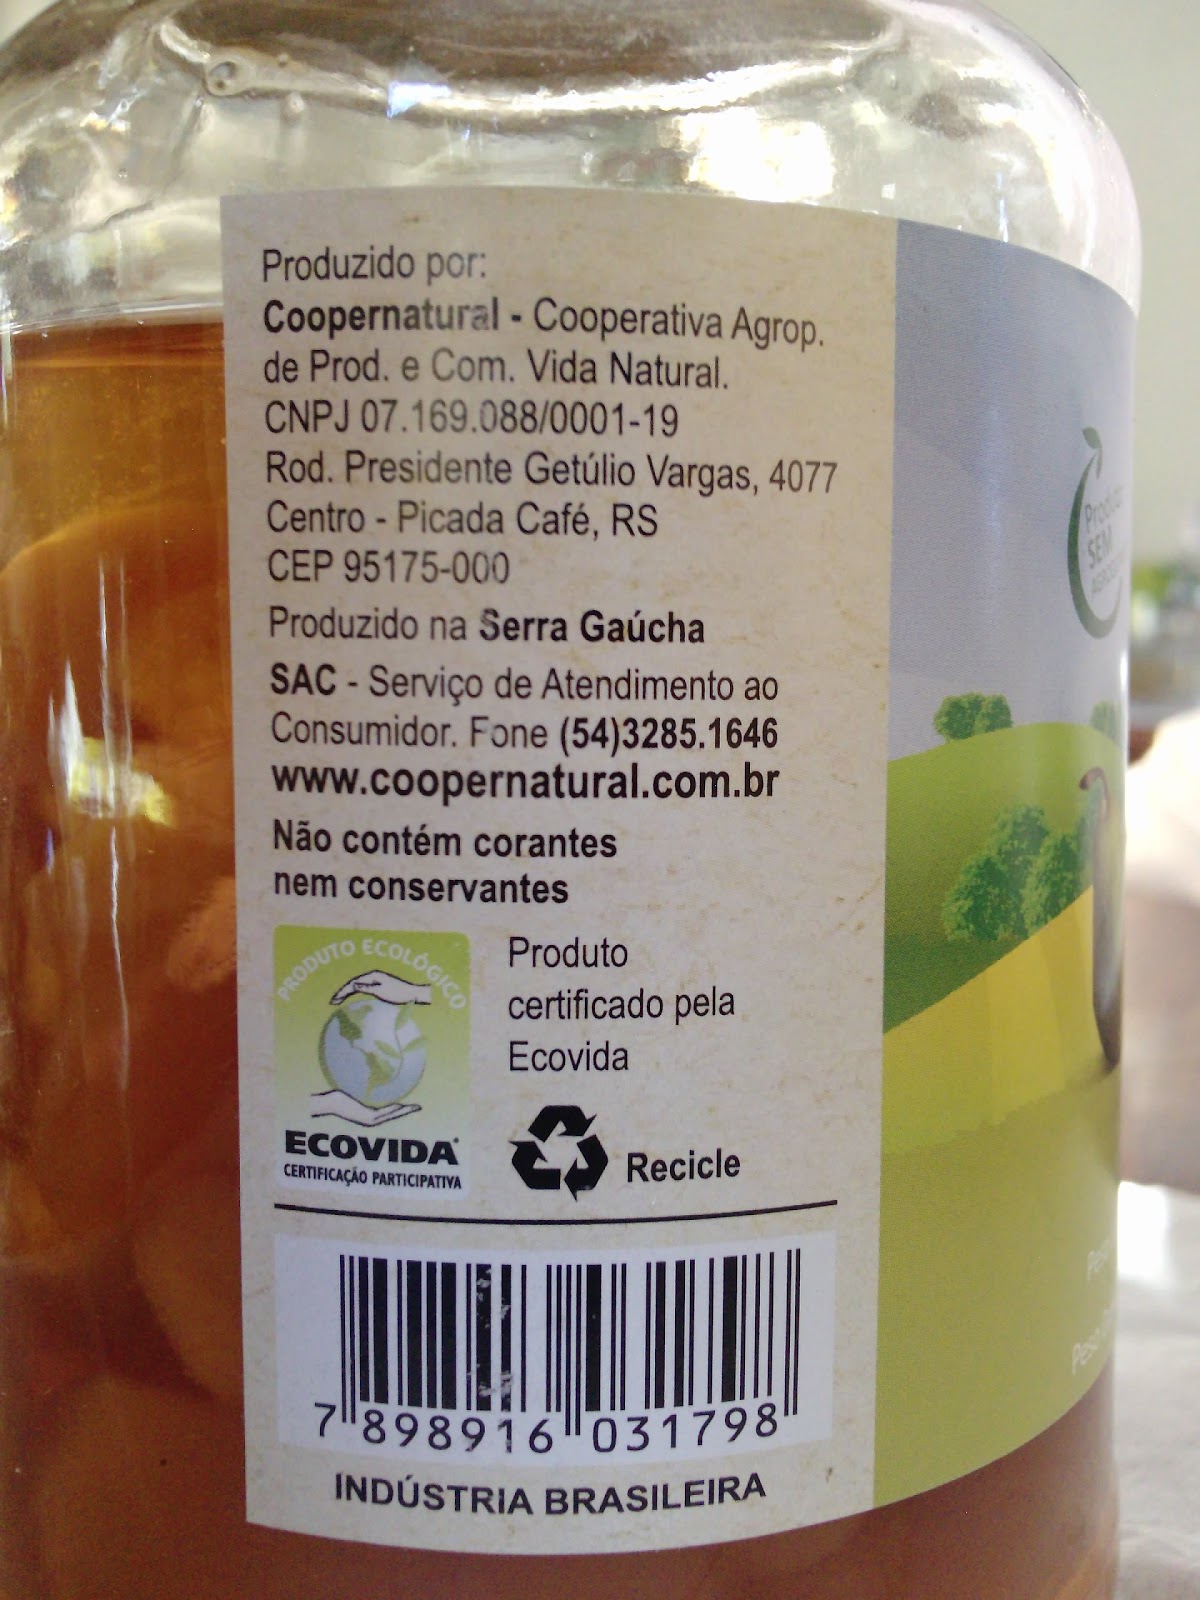 Produzido por:
Coopernatural - Cooperativa Agrop.
de Prod. e Com. Vida Natural.
CNPJ 07.169.088/0001-19
Rod. Presidente Getúlio Vargas, 4077
Centro - Picada Café, RS
CEP 95175-000
Produzido na Serra Gaúcha
SAC - Serviço de Atendimento ao
Consumidor. Fone (54)3285.1646
www.coopernatural.com.br
Não contém corantes
nem conservantes
PRODUTO ECOLÓGICO
ECOVIDA
CERTIFICAÇÃO PARTICIPATIVA
Produto
certificado pela
Ecovida
Recicle
7 898916 031798
INDÚSTRIA BRASILEIRA
SEM